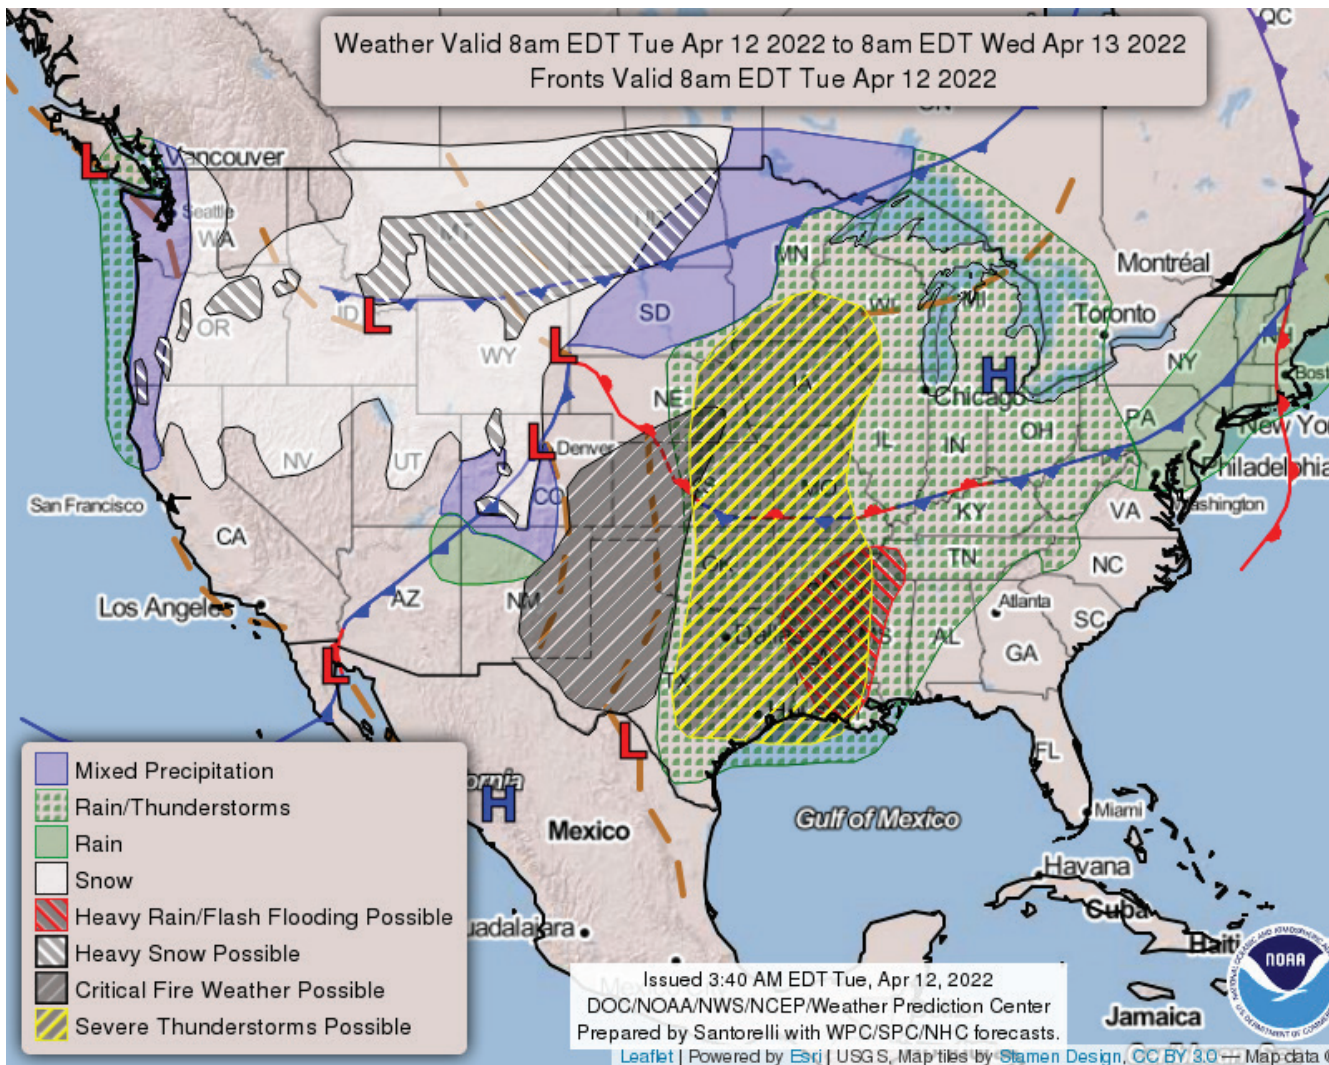 Weather Valid 8am EDT Tue Apr 12 2022 to 8am EDT Wed Apr 13 2022
Fronts Valid 8am EDT Tue Apr 12 2022
QC
L
Vancouver
Seattle
WA
MT
MN
Montréal
OR
ID
L
SD
WI
MI
Toronto
NH
WY
L
NY
H
Bost
NE
IA
Chicago
PA
New Yor
NV
UT
L
Denver
IL
IN
OH
Philadelphia
San Francisco
CO
MO
Washington
CA
KY
VA
OK
TN
NC
Los Angeles
AZ
NM
Atlanta
Dallas
MS
AL
GA
SC
L
TX
L
FL
Mixed Precipitation
Rain/Thunderstorms
Rain
Snow
Heavy Rain/Flash Flooding Possible
Heavy Snow Possible
Critical Fire Weather Possible
Severe Thunderstorms Possible
ornia
H
Mexico
Gulf of Mexico
Miami
Havana
Cuba
uadalajara
Haiti
Jamaica
NOAA
Issued 3:40 AM EDT Tue, Apr 12, 2022
DOC/NOAA/NWS/NCEP/Weather Prediction Center
Prepared by Santorelli with WPC/SPC/NHC forecasts.
Leaflet | Powered by Esri | USGS, Map tiles by Stamen Design, CC BY 3.0 — Map data ©